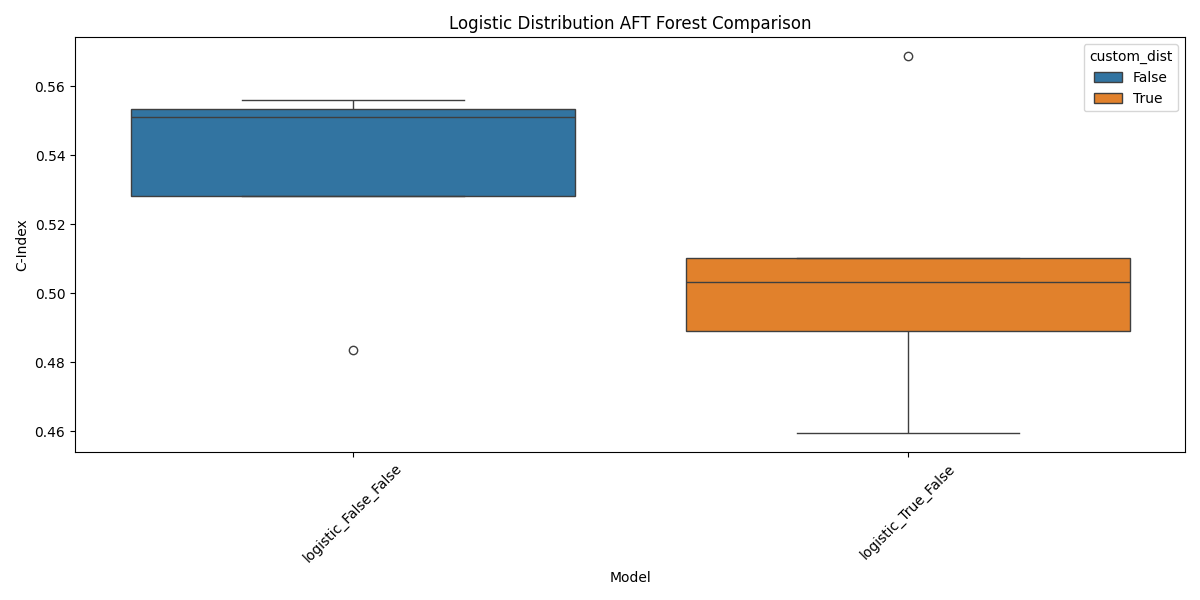 Logistic Distribution AFT Forest Comparison
custom_dist
False
True
C-Index
0.56
0.54
0.52
0.50
0.48
0.46
logistic_False_False
logistic_True_False
Model